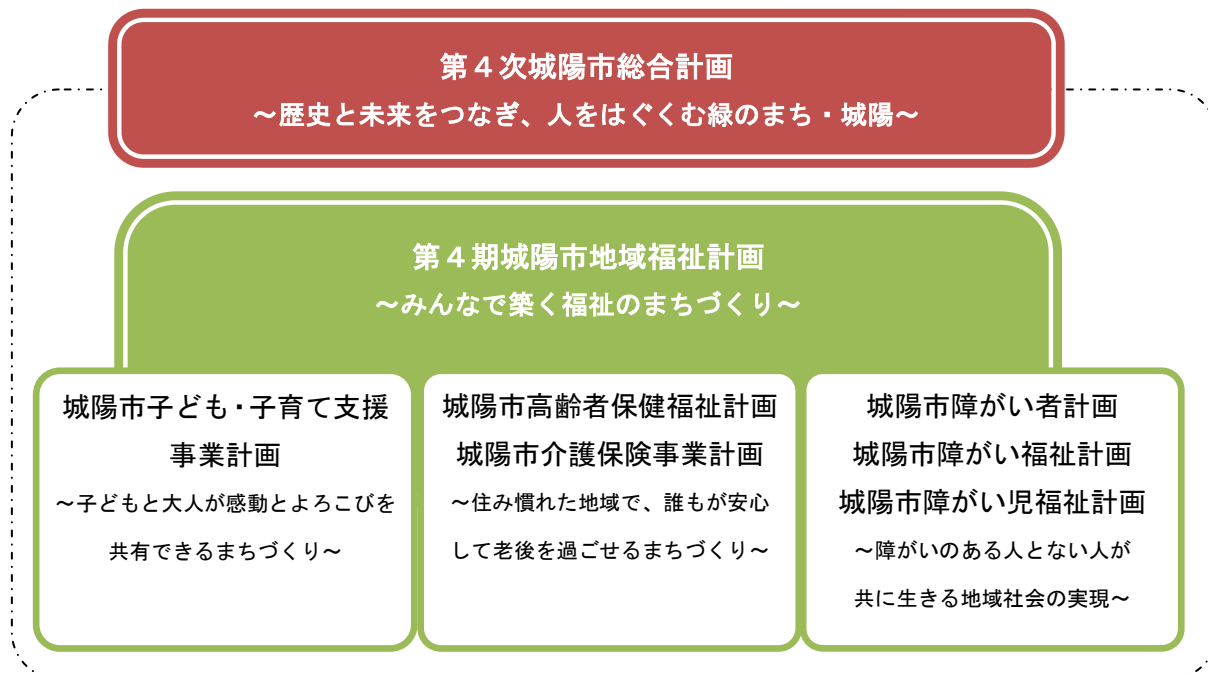 第４次城陽市総合計画
～歴史と未来をつなぎ、人をはぐくむ緑のまち・城陽～
第４期城陽市地域福祉計画
～みんなで築く福祉のまちづくり～
城陽市子ども・子育て支援
事業計画
～子どもと大人が感動とよろこびを
共有できるまちづくり～
城陽市高齢者保健福祉計画
城陽市介護保険事業計画
～住み慣れた地域で、誰もが安心
して老後を過ごせるまちづくり～
城陽市障がい者計画
城陽市障がい福祉計画
城陽市障がい児福祉計画
～障がいのある人とない人が
共に生きる地域社会の実現～